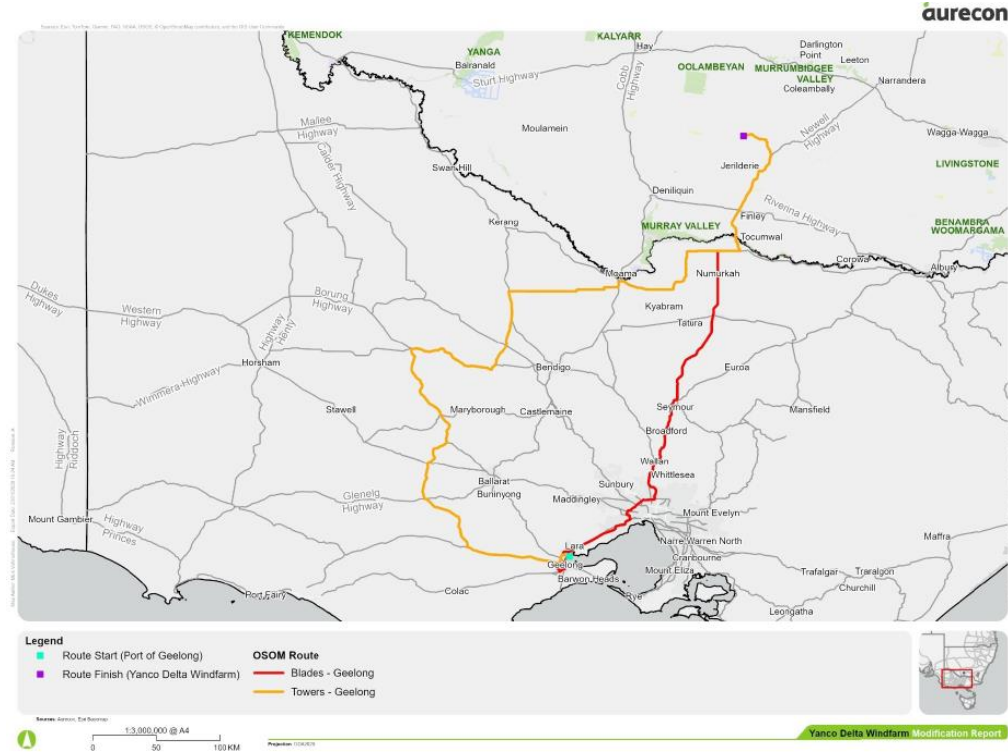 aurecon
KEMENDOK
YANGA
Balranald
KALYARR
Hay
Darlington
Point
Leeton
OOLAMBEYAN
MURRUMBIDGEE
VALLEY
Coleambally
Narrandera
Sturt Highway
Cobb
Highway
Mallee
Highway
Calder Highway
Moulamein
Newell
Highway
Wagga Wagga
Swan Hill
Jerilderie
LIVINGSTONE
Deniliquin
Kerang
Finley
Riverina Highway
MURRAY VALLEY
Tocumwal
BENAMBRA
WOOMARGAMA
Corowa
Albury
Moama
Numurkah
Dukes
Highway
Western
Highway
Borung
Highway
Henty
Highway
Kyabram
Tatura
Horsham
Wimmera-Highway
Bendigo
Euroa
Stawell
Maryborough
Castlemaine
Seymour
Mansfield
Broadford
Riddoch
Highway
Wallan
Whittlesea
Ballarat
Buninyong
Sunbury
Maddingley
Glenelg
Highway
Mount Gambier
Highway
Princes
Mount Evelyn
Lara
Narre Warren North
Maffra
Geelong
Cranbourne
Barwon Heads
Mount Eliza
Trafalgar
Traralgon
Port Fairy
Colac
Rye
Churchill
Leongatha
Legend
Route Start (Port of Geelong)
Route Finish (Yanco Delta Windfarm)
OSOM Route
Blades - Geelong
Towers - Geelong
1:3,000,000 @ A4
0 50 100 KM
Yanco Delta Windfarm Modification Report